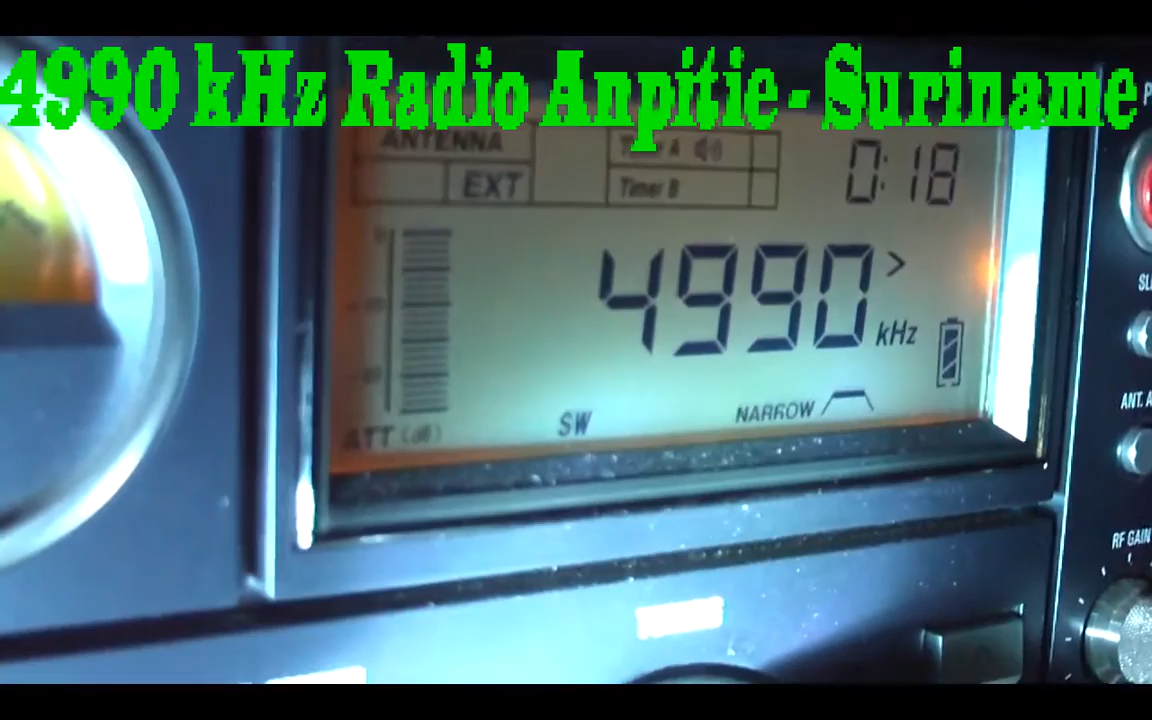 4990 kHz Radio Anpitie - Suriname
ANTENNA
EXT
Timer A
Timer B
0:18
4990 >
kHz
ATT (dB)
SW
NARROW
ANT. A
RF GAIN